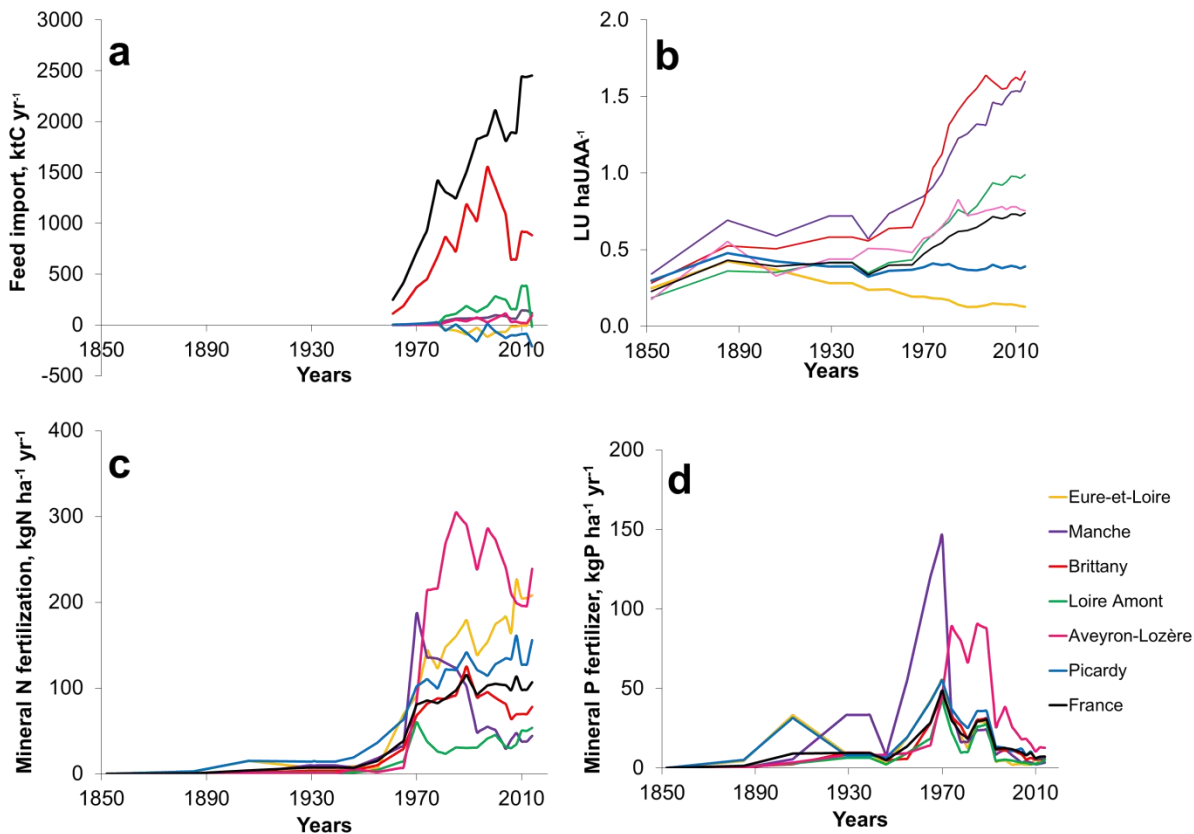 a
Feed import, ktC yr⁻¹
3000
2500
2000
1500
1000
500
0
-500
1850
1890
1930
1970
2010
Years
b
LU haUAA⁻¹
2.0
1.5
1.0
0.5
0.0
1850
1890
1930
1970
2010
Years
c
Mineral N fertilization, kgN ha⁻¹ yr⁻¹
400
300
200
100
0
1850
1890
1930
1970
2010
Years
d
Mineral P fertilizer, kgP ha⁻¹ yr⁻¹
200
150
100
50
0
1850
1890
1930
1970
2010
Years
Eure-et-Loire
Manche
Brittany
Loire Amont
Aveyron-Lozère
Picardy
France